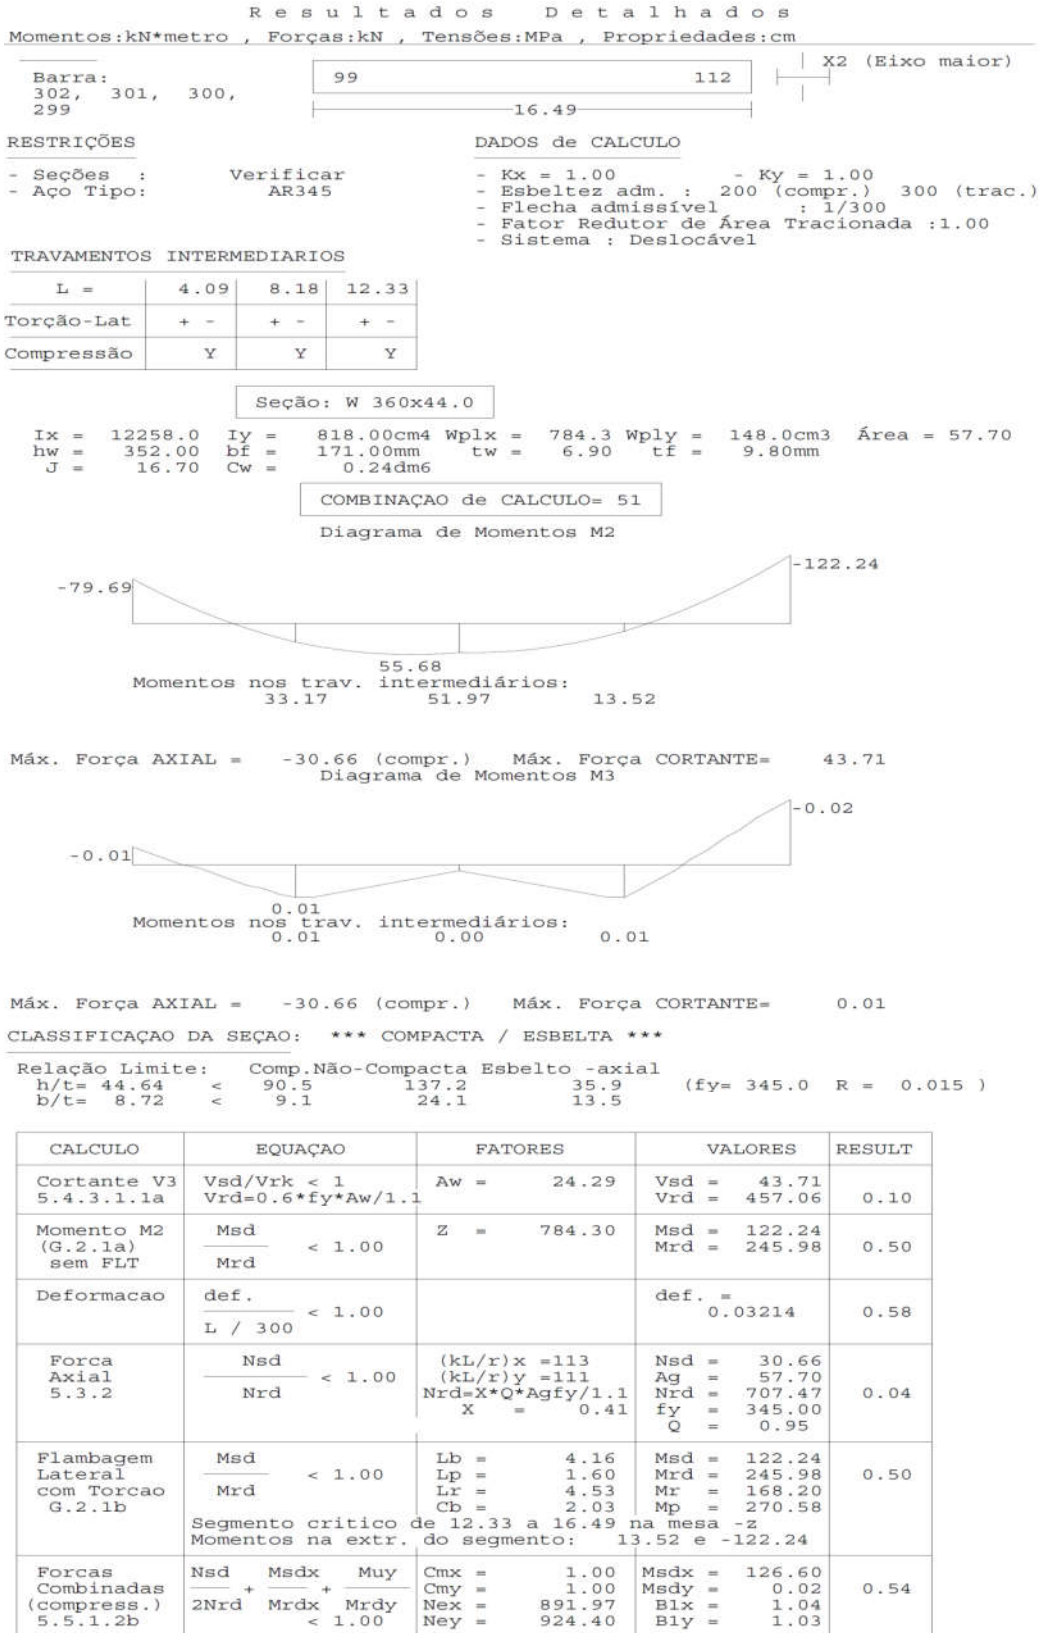 R e s u l t a d o s   D e t a l h a d o s
Momentos:kN*metro , Forças:kN , Tensões:MPa , Propriedades:cm
X2 (Eixo maior)
Barra: 99 112
302, 301, 300,
299 16.49
RESTRIÇÕES DADOS de CALCULO
- Seções : Verificar - Kx = 1.00 - Ky = 1.00
- Aço Tipo: AR345 - Esbeltez adm. : 200 (compr.) 300 (trac.)
- Flecha admissível : 1/300
- Fator Redutor de Área Tracionada :1.00
- Sistema : Deslocável
TRAVAMENTOS INTERMEDIARIOS
L = 4.09 8.18 12.33
Torção-Lat + - + - + -
Compressão Y Y Y
Seção: W 360x44.0
Ix = 12258.0 Iy = 818.00cm4 Wplx = 784.3 Wply = 148.0cm3 Área = 57.70
hw = 352.00 bf = 171.00mm tw = 6.90 tf = 9.80mm
J = 16.70 Cw = 0.24dm6
COMBINAÇAO de CALCULO= 51
Diagrama de Momentos M2
-122.24
-79.69
55.68
Momentos nos trav. intermediários:
33.17 51.97 13.52
Máx. Força AXIAL = -30.66 (compr.) Máx. Força CORTANTE= 43.71
Diagrama de Momentos M3
-0.02
-0.01
0.01
Momentos nos trav. intermediários:
0.01 0.00 0.01
Máx. Força AXIAL = -30.66 (compr.) Máx. Força CORTANTE= 0.01
CLASSIFICAÇAO DA SEÇAO: *** COMPACTA / ESBELTA ***
Relação Limite: Comp.Não-Compacta Esbelto -axial
h/t= 44.64 < 90.5 137.2 35.9 (fy= 345.0 R = 0.015 )
b/t= 8.72 < 9.1 24.1 13.5
CALCULO EQUAÇAO FATORES VALORES RESULT
Cortante V3 Vsd/Vrk < 1 Aw = 24.29 Vsd = 43.71
5.4.3.1.1a Vrd=0.6*fy*Aw/1.1 Vrd = 457.06 0.10
Momento M2 Msd Z = 784.30 Msd = 122.24
(G.2.1a) < 1.00 Mrd = 245.98 0.50
sem FLT Mrd
Deformacao def. def. =
< 1.00 0.03214 0.58
L / 300
Forca Nsd (kL/r)x =113 Nsd = 30.66
Axial < 1.00 (kL/r)y =111 Ag = 57.70
5.3.2 Nrd Nrd=X*Q*Agfy/1.1 Nrd = 707.47 0.04
X = 0.41 fy = 345.00
Q = 0.95
Flambagem Msd Lb = 4.16 Msd = 122.24
Lateral < 1.00 Lp = 1.60 Mrd = 245.98 0.50
com Torcao Mrd Lr = 4.53 Mr = 168.20
G.2.1b Cb = 2.03 Mp = 270.58
Segmento critico de 12.33 a 16.49 na mesa -z
Momentos na extr. do segmento: 13.52 e -122.24
Forcas Nsd Msdx Muy Cmx = 1.00 Msdx = 126.60
Combinadas + + Cmy = 1.00 Msdy = 0.02 0.54
(compress.) 2Nrd Mrdx Mrdy Nex = 891.97 B1x = 1.04
5.5.1.2b < 1.00 Ney = 924.40 B1y = 1.03